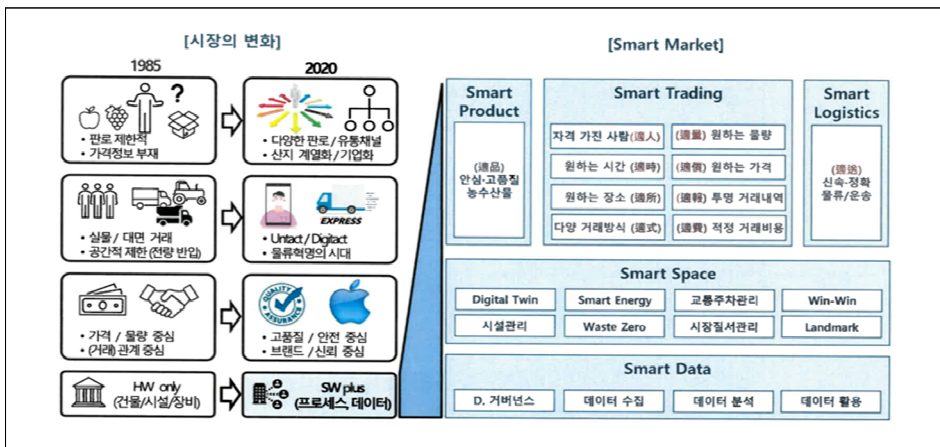 [시장의 변화]
1985
2020
?
• 판로 제한적
• 가격정보 부재
• 다양한 판로/유통채널
• 산지 계열화/기업화
• 실물/대면 거래
• 공간적 제한(전량 반입)
EXPRESS
• Untact/Digitact
• 물류혁명의 시대
• 가격/물량 중심
• (거래)관계 중심
QUALITY
ASSURANCE
• 고품질/안전 중심
• 브랜드/신뢰 중심
HW only
(건물/시설/장비)
SW plus
(프로세스, 데이터)
[Smart Market]
Smart
Product
(適品)
안심·고품질
농수산물
Smart Trading
자격 가진 사람(適人)
(適量) 원하는 물량
원하는 시간 (適時)
(適價) 원하는 가격
원하는 장소 (適所)
(適報) 투명 거래내역
다양 거래방식 (適式)
(適費) 적정 거래비용
Smart
Logistics
(適送)
신속·정확
물류/운송
Smart Space
Digital Twin
Smart Energy
교통주차관리
Win-Win
시설관리
Waste Zero
시장질서관리
Landmark
Smart Data
D. 거버넌스
데이터 수집
데이터 분석
데이터 활용